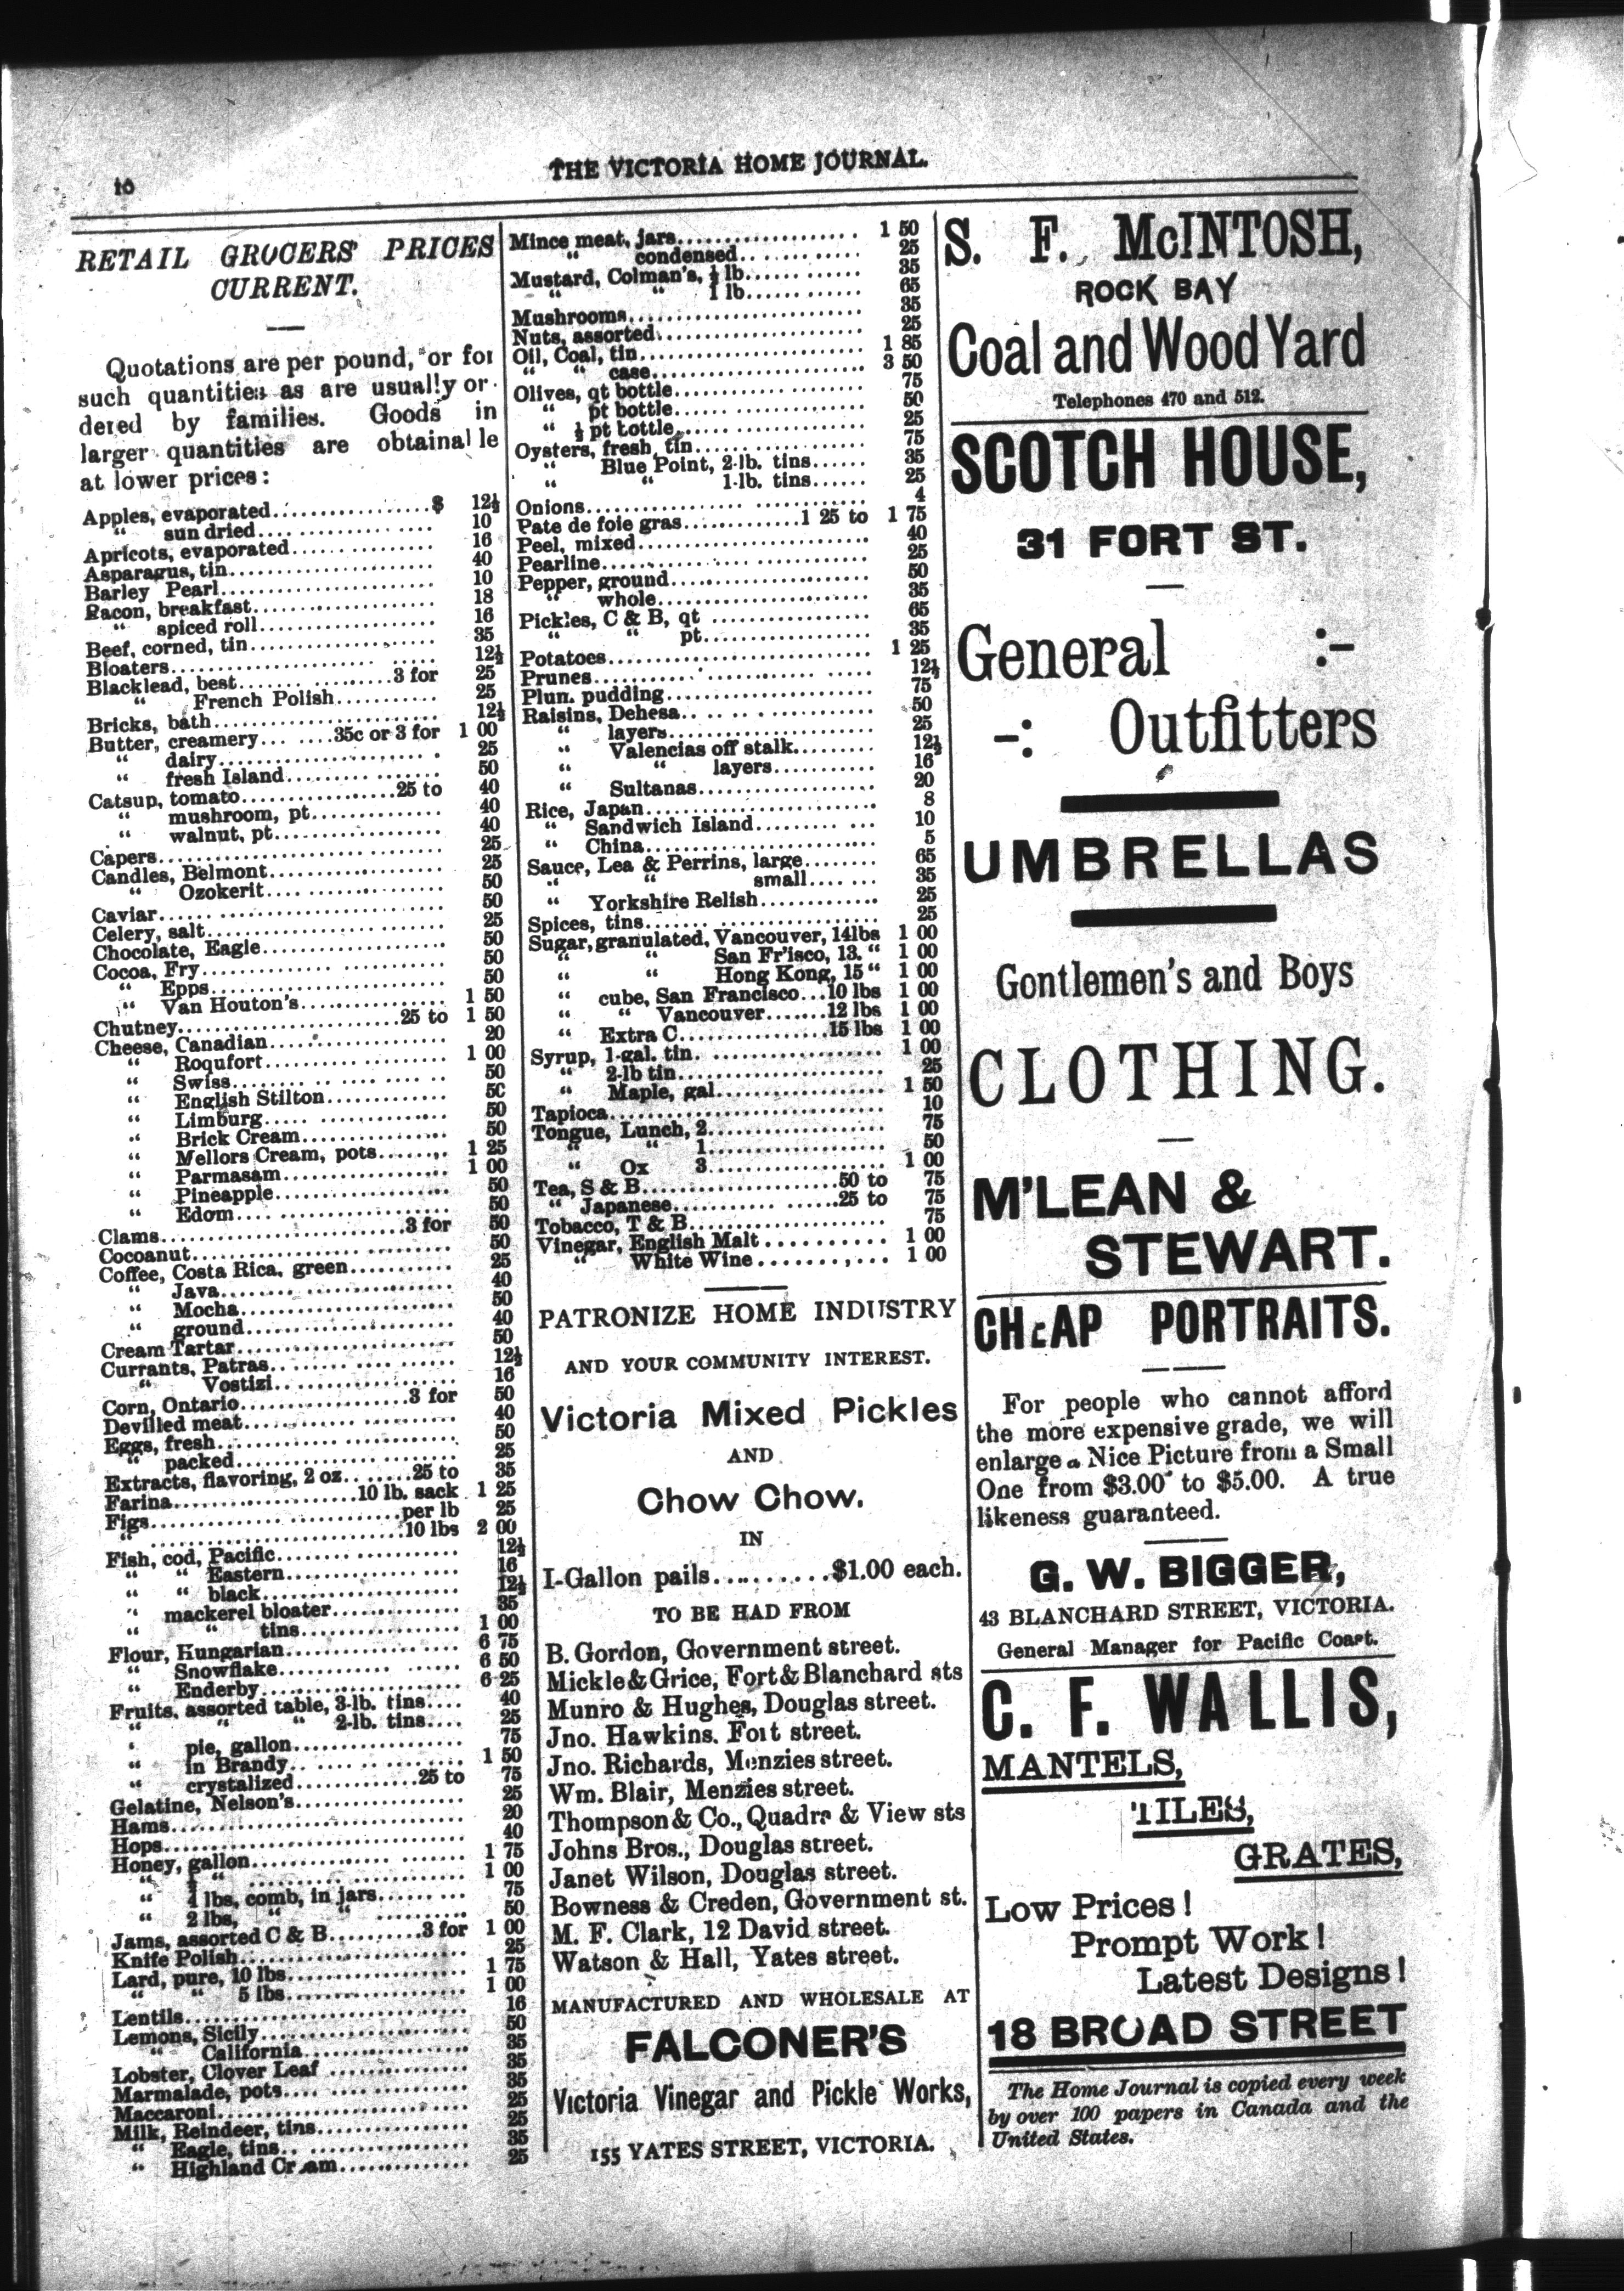 10
THE VICTORIA HOME JOURNAL.
RETAIL GROCERS' PRICES
CURRENT.
Quotations are per pound, or for
such quantities as are usually or-
dered by families. Goods in
larger quantities are obtainal le
at lower prices:
Apples, evaporated..................$ 12½
" sun dried.................. 10
Apricots, evaporated.................. 16
Asparagus, tin.................. 40
Barley Pearl.................. 10
Bacon, breakfast.................. 18
" spiced roll.................. 16
Beef, corned, tin.................. 35
Bloaters.................. 12½
Blacklead, best..................3 for 25
" French Polish.................. 25
Bricks, bath.................. 12½
Butter, creamery........35c or 3 for 1 00
" dairy.................. 25
" fresh Island.................. 50
Catsup, tomato..................25 to 40
" mushroom, pt.................. 40
" walnut, pt.................. 40
Capers.................. 25
Candles, Belmont.................. 25
" Ozokerit.................. 50
Caviar.................. 50
Celery, salt.................. 25
Chocolate, Eagle.................. 50
Cocoa, Fry.................. 50
" Epps.................. 50
" Van Houton's.................. 1 50
Chutney..................25 to 1 50
Cheese, Canadian.................. 20
" Roqufort.................. 1 00
" Swiss.................. 50
" English Stilton.................. 50
" Limburg.................. 50
" Brick Cream.................. 50
" Mellors Cream, pots........ 1 25
" Parmasam.................. 1 00
" Pineapple.................. 50
" Edom.................. 50
Clams..................3 for 50
Cocoanut.................. 50
Coffee, Costa Rica, green........... 25
" Java.................. 40
" Mocha.................. 50
" ground.................. 40
Cream Tartar.................. 50
Currants, Patras.................. 12½
" Vostizi.................. 16
Corn, Ontario..................3 for 50
Devilled meat.................. 40
Eggs, fresh.................. 50
" packed.................. 25
Extracts, flavoring, 2 oz........25 to 35
Farina..................10 lb. sack 1 25
Figs..................per lb 25
" ..................10 lbs 2 00
Fish, cod, Pacific.................. 12½
" " Eastern.................. 16
" " black.................. 12½
" mackerel bloater.................. 35
" " tins.................. 1 00
Flour, Hungarian.................. 6 75
" Snowflake.................. 6 50
" Enderby.................. 6 25
Fruits, assorted table, 3-lb. tins.... 40
" " " 2-lb. tins.... 25
" pie, gallon.................. 75
" in Brandy.................. 1 50
" crystalized..................25 to 75
Gelatine, Nelson's.................. 25
Hams.................. 20
Hops.................. 40
Honey, gallon.................. 1 75
" ½ " .................. 1 00
" 4 lbs, comb, in jars........ 75
" 2 lbs, " " .......... 50
Jams, assorted C & B..........3 for 1 00
Knife Polish.................. 25
Lard, pure, 10 lbs.................. 1 75
" " 5 lbs.................. 1 00
Lentils.................. 16
Lemons, Sicily.................. 50
" California.................. 35
Lobster, Clover Leaf .............. 35
Marmalade, pots.................. 35
Maccaroni.................. 25
Milk, Reindeer, tins.................. 25
" Eagle, tins.................. 35
" Highland Cr am.............. 25
Mince meat, jars.................. 1 50
" condensed.................. 25
Mustard, Colman's, ½ lb............. 35
" " 1 lb............. 65
Mushrooms.................. 35
Nuts, assorted.................. 25
Oil, Coal, tin.................. 1 85
" " case.................. 3 50
Olives, qt bottle.................. 75
" pt bottle.................. 50
" ½ pt tottle.................. 25
Oysters, fresh, tin.................. 75
" Blue Point, 2-lb. tins...... 35
" " 1-lb. tins...... 25
Onions.................. 4
Pate de foie gras.............1 25 to 1 75
Peel, mixed.................. 40
Pearline.................. 25
Pepper, ground.................. 50
" whole.................. 35
Pickles, C & B, qt .................. 65
" " pt.................. 35
Potatoes.................. 1 25
Prunes.................. 12½
Plum pudding.................. 75
Raisins, Dehesa.................. 50
" layers.................. 25
" Valencias off stalk.......... 12½
" " layers........... 16
" Sultanas.................. 20
Rice, Japan.................. 8
" Sandwich Island.............. 10
" China.................. 5
Sauce, Lea & Perrins, large........ 65
" " small....... 35
" Yorkshire Relish............. 25
Spices, tins.................. 25
Sugar, granulated, Vancouver, 14lbs 1 00
" " San Fr'isco, 13. " 1 00
" " Hong Kong, 15 " 1 00
" cube, San Francisco...10 lbs 1 00
" " Vancouver.......12 lbs 1 00
" Extra C..................15 lbs 1 00
Syrup, 1-gal. tin. .................. 1 00
" 2-lb tin.................. 25
" Maple, gal.................. 1 50
Tapioca.................. 10
Tongue, Lunch, 2.................. 75
" " 1.................. 50
" Ox 3.................. 1 00
Tea, S & B..................50 to 75
" Japanese..................25 to 75
Tobacco, T & B.................. 75
Vinegar, English Malt .......... 1 00
" White Wine........... 1 00
PATRONIZE HOME INDUSTRY
AND YOUR COMMUNITY INTEREST.
Victoria Mixed Pickles
AND
Chow Chow.
IN
I-Gallon pails..........$1.00 each.
TO BE HAD FROM
B. Gordon, Government street.
Mickle & Grice, Fort & Blanchard sts
Munro & Hughes, Douglas street.
Jno. Hawkins. Fort street.
Jno. Richards, Menzies street.
Wm. Blair, Menzies street.
Thompson & Co., Quadra & View sts
Johns Bros., Douglas street.
Janet Wilson, Douglas street.
Bowness & Creden, Government st.
M. F. Clark, 12 David street.
Watson & Hall, Yates street.
MANUFACTURED AND WHOLESALE AT
FALCONER'S
Victoria Vinegar and Pickle Works,
155 YATES STREET, VICTORIA.
S. F. McINTOSH,
ROCK BAY
Coal and Wood Yard
Telephones 470 and 512.
SCOTCH HOUSE,
31 FORT ST.
General :-
-: Outfitters
UMBRELLAS
Gontlemen's and Boys
CLOTHING.
M'LEAN &
STEWART.
CHEAP PORTRAITS.
For people who cannot afford
the more expensive grade, we will
enlarge a Nice Picture from a Small
One from $3.00 to $5.00. A true
likeness guaranteed.
G. W. BIGGER,
43 BLANCHARD STREET, VICTORIA.
General Manager for Pacific Coast.
C. F. WALLIS,
MANTELS,
TILES,
GRATES,
Low Prices!
Prompt Work!
Latest Designs!
18 BROAD STREET
The Home Journal is copied every week
by over 100 papers in Canada and the
United States.